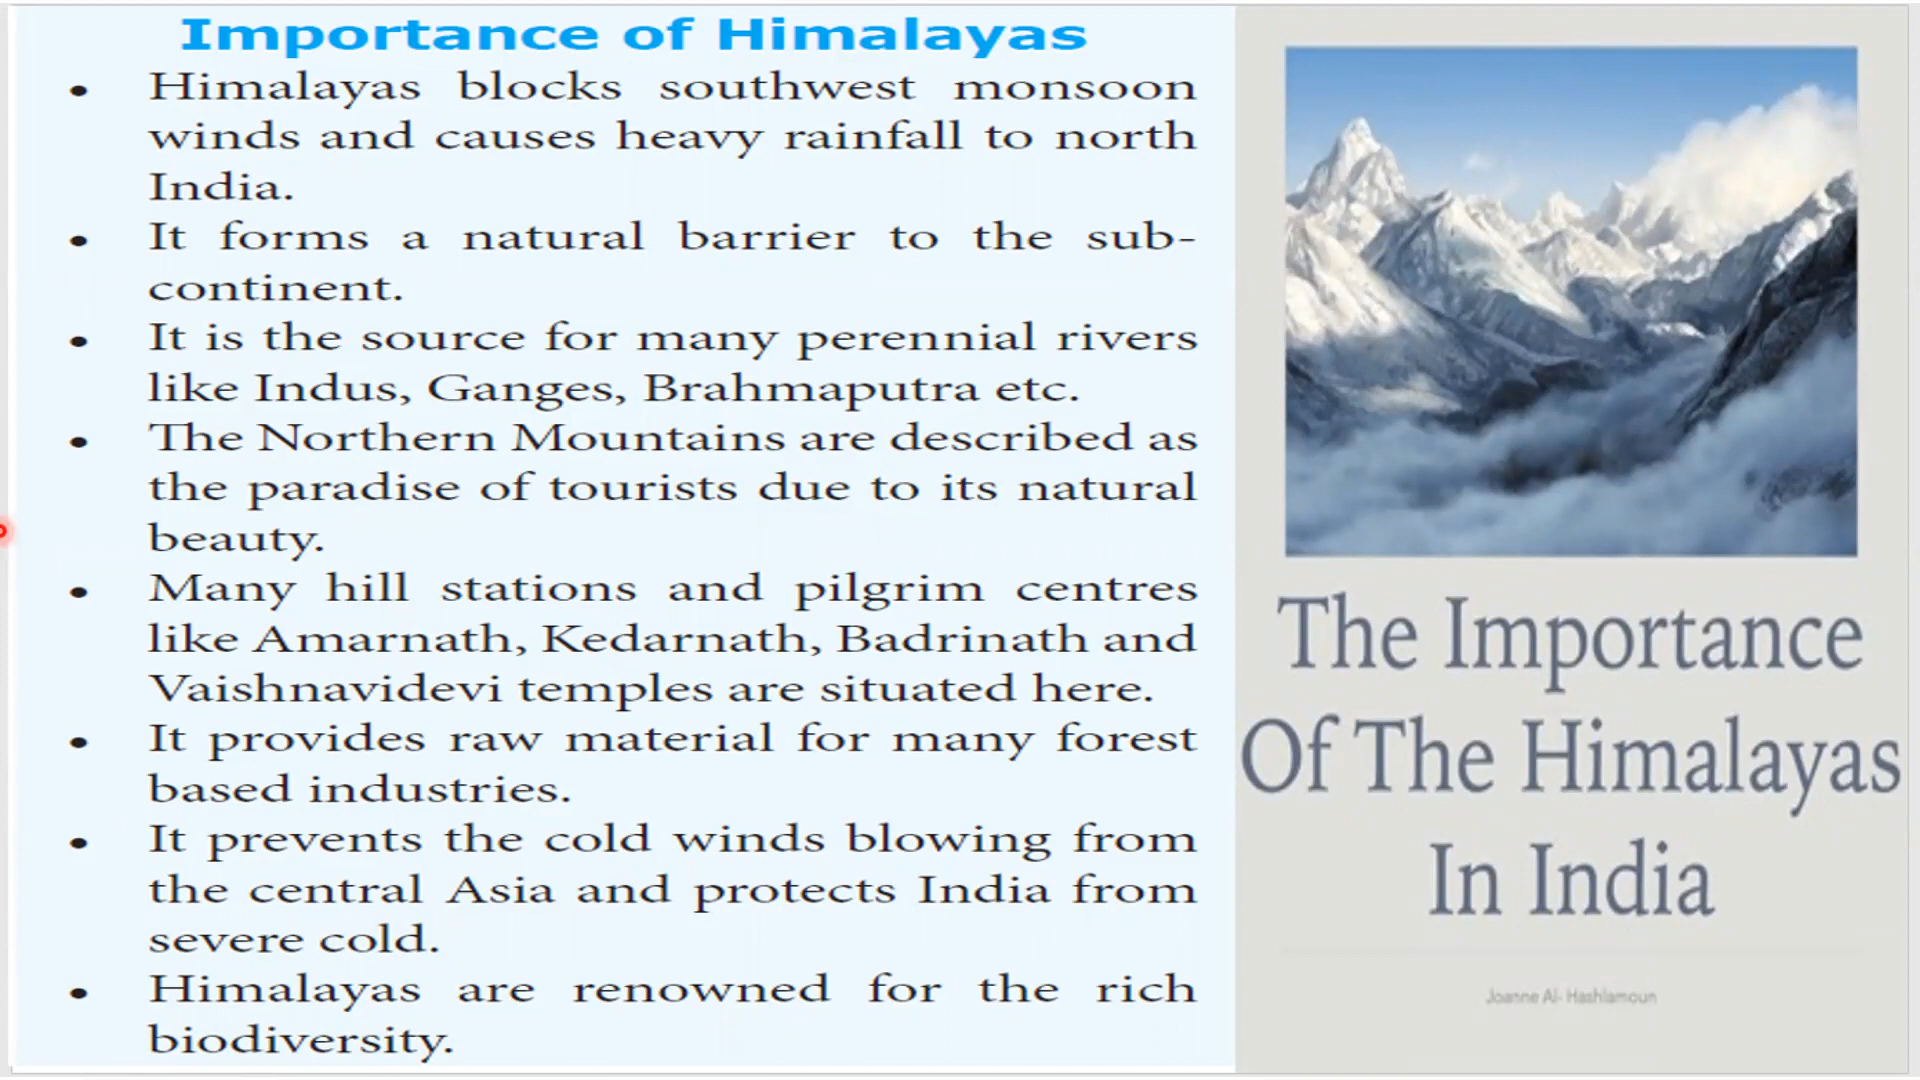 Importance of Himalayas
• Himalayas blocks southwest monsoon
winds and causes heavy rainfall to north
India.
• It forms a natural barrier to the sub-
continent.
• It is the source for many perennial rivers
like Indus, Ganges, Brahmaputra etc.
• The Northern Mountains are described as
the paradise of tourists due to its natural
beauty.
• Many hill stations and pilgrim centres
like Amarnath, Kedarnath, Badrinath and
Vaishnavidevi temples are situated here.
• It provides raw material for many forest
based industries.
• It prevents the cold winds blowing from
the central Asia and protects India from
severe cold.
• Himalayas are renowned for the rich
biodiversity.
The Importance
Of The Himalayas
In India
Joanne Al- Hashlamoun